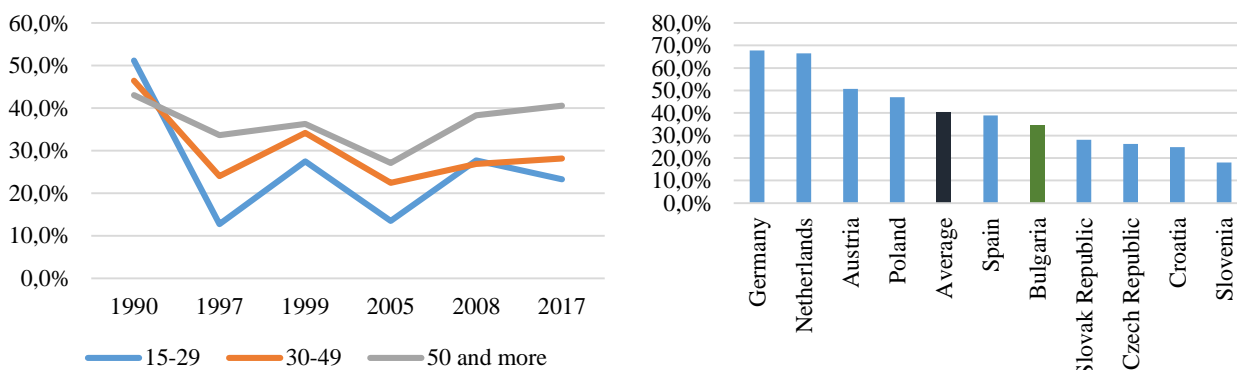 60,0%
50,0%
40,0%
30,0%
20,0%
10,0%
0,0%
1990 1997 1999 2005 2008 2017
15-29 30-49 50 and more
80,0%
70,0%
60,0%
50,0%
40,0%
30,0%
20,0%
10,0%
0,0%
Germany
Netherlands
Austria
Poland
Average
Spain
Bulgaria
Slovak Republic
Czech Republic
Croatia
Slovenia